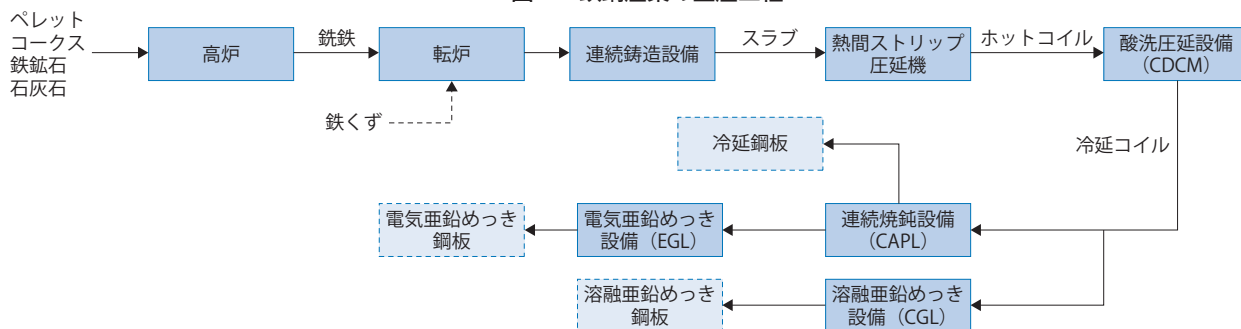 ペレット
コークス
鉄鉱石
石灰石
高炉
銑鉄
転炉
鉄くず
連続鋳造設備
スラブ
熱間ストリップ
圧延機
ホットコイル
酸洗圧延設備
（CDCM）
冷延コイル
冷延鋼板
電気亜鉛めっき
鋼板
電気亜鉛めっき
設備（EGL）
連続焼鈍設備
（CAPL）
溶融亜鉛めっき
鋼板
溶融亜鉛めっき
設備（CGL）